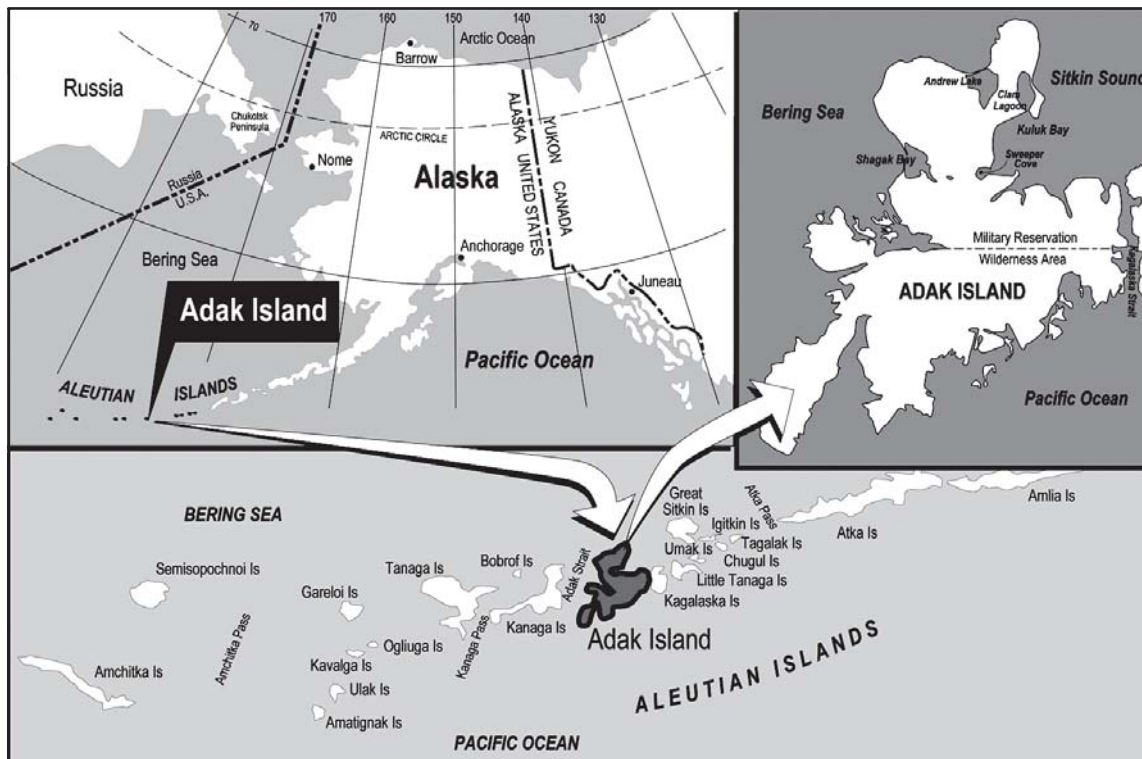 170
160
150
140
130
70
Arctic Ocean
Barrow
Russia
Chukotsk
Peninsula
ARCTIC CIRCLE
Nome
Alaska
ALASKA UNITED STATES
YUKON CANADA
Russia
U.S.A.
Anchorage
Bering Sea
Juneau
Adak Island
Pacific Ocean
ALEUTIAN ISLANDS
Andrew Lake
Clam
Lagoon
Sitkin Sound
Bering Sea
Kuluk Bay
Shagak Bay
Sweeper
Cove
Military Reservation
Wilderness Area
ADAK ISLAND
Kagalaska Strait
Pacific Ocean
BERING SEA
Great
Sitkin Is
Atka Pass
Amlia Is
Igitkin Is
Atka Is
Tagalak Is
Umak Is
Chugul Is
Little Tanaga Is
Kagalaska Is
Semisopochnoi Is
Gareloi Is
Tanaga Is
Bobrof Is
Adak Strait
Kanaga Is
Kanaga Pass
Adak Island
Amchitka Pass
Ogliuga Is
Kavalga Is
Amchitka Is
Ulak Is
Amatignak Is
ALEUTIAN ISLANDS
PACIFIC OCEAN